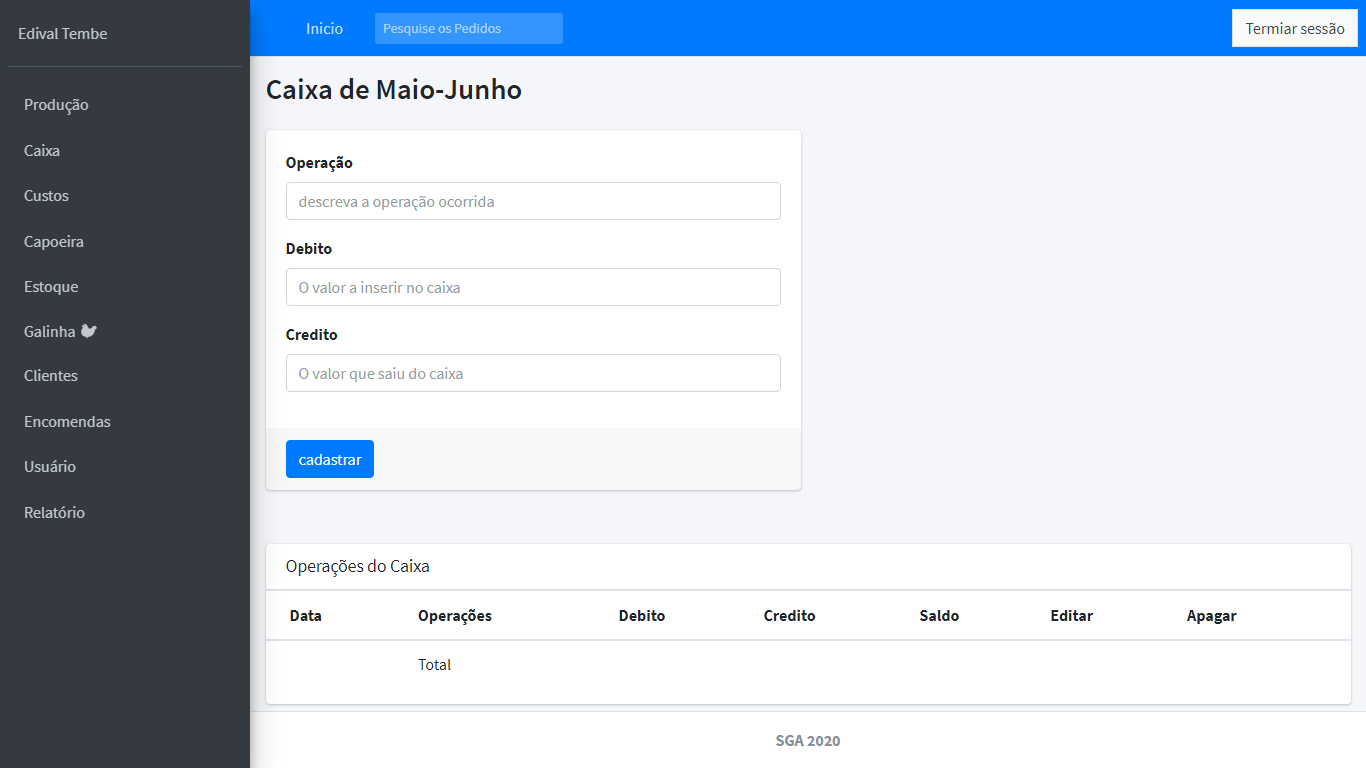 Edival Tembe
Produção
Caixa
Custos
Capoeira
Estoque
Galinha
Clientes
Encomendas
Usuário
Relatório
Inicio
Pesquise os Pedidos
Termiar sessão
Caixa de Maio-Junho
Operação
descreva a operação ocorrida
Debito
O valor a inserir no caixa
Credito
O valor que saiu do caixa
cadastrar
Operações do Caixa
Data Operações Debito Credito Saldo Editar Apagar
Total
SGA 2020